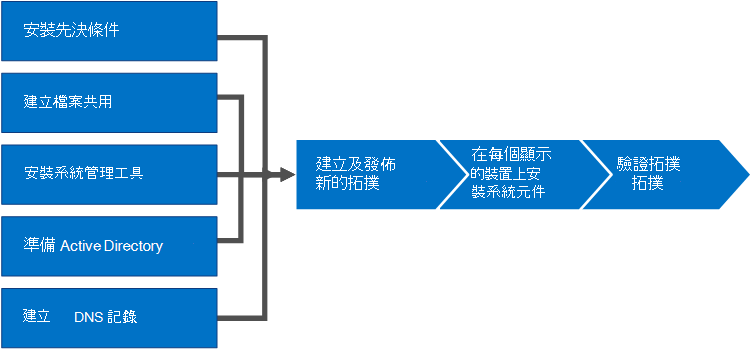 安裝先決條件
建立檔案共用
安裝系統管理工具
準備 Active Directory
建立 DNS 記錄
建立及發佈
新的拓撲
在每個顯示
的裝置上安
裝系統元件
驗證拓撲
拓撲